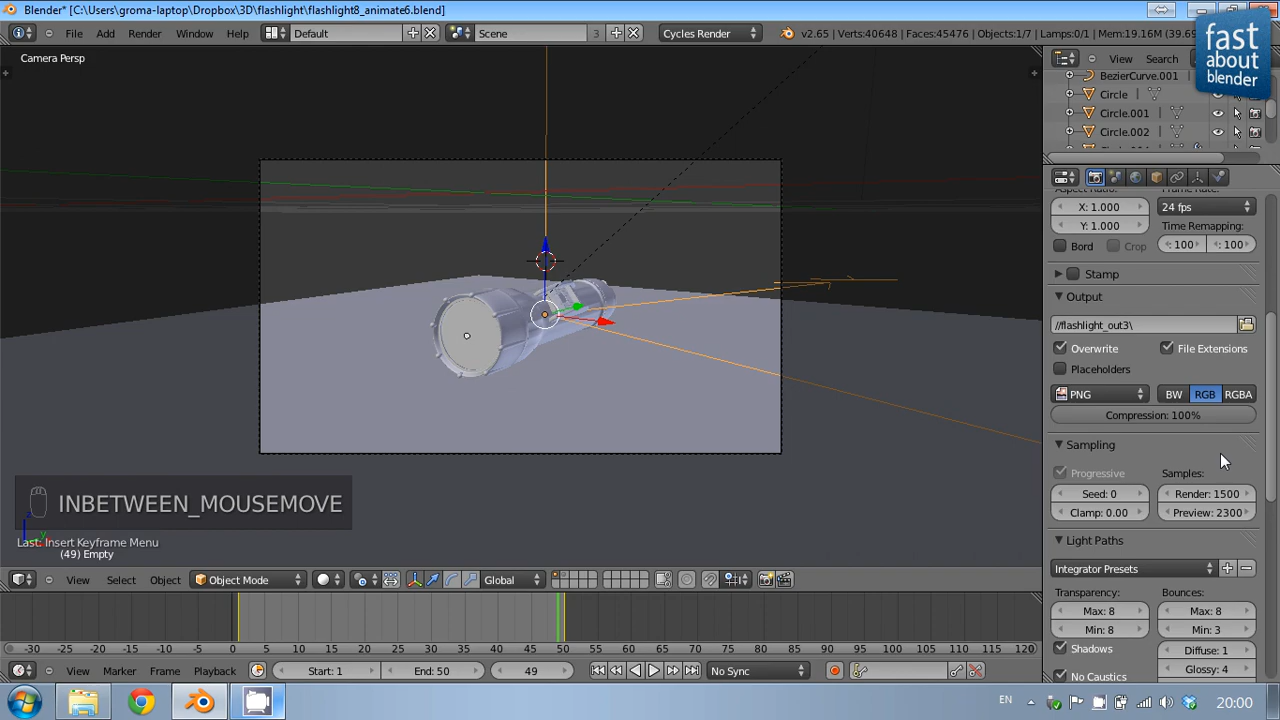 Blender* [C:\Users\groma-laptop\Dropbox\3D\flashlight\flashlight8_animate6.blend]
File Add Render Window Help Default Scene 3 Cycles Render v2.65 | Verts:40648 | Faces:45476 | Objects:1/7 | Lamps:0/1 | Mem:19.16M (39.69
fast
about
blender
Camera Persp
View Search
BezierCurve.001
Circle
Circle.001
Circle.002
Aspect Ratio: Frame Rate:
X: 1.000 24 fps
Y: 1.000 Time Remapping:
Bord Crop 100 100
Stamp
Output
//flashlight_out3\
Overwrite File Extensions
Placeholders
PNG BW RGB RGBA
Compression: 100%
Sampling
Progressive Samples:
Seed: 0 Render: 1500
Clamp: 0.00 Preview: 2300
Light Paths
Integrator Presets
Transparency: Bounces:
Max: 8 Max: 8
Min: 8 Min: 3
Shadows Diffuse: 1
No Caustics Glossy: 4
INBETWEEN_MOUSEMOVE
Last: Insert Keyframe Menu
(49) Empty
View Select Object Object Mode Global
-30 -25 -20 -15 -10 -5 0 5 10 15 20 25 30 35 40 45 50 55 60 65 70 75 80 85 90 95 100 105 110 115 120
View Marker Frame Playback Start: 1 End: 50 49 No Sync
EN 20:00